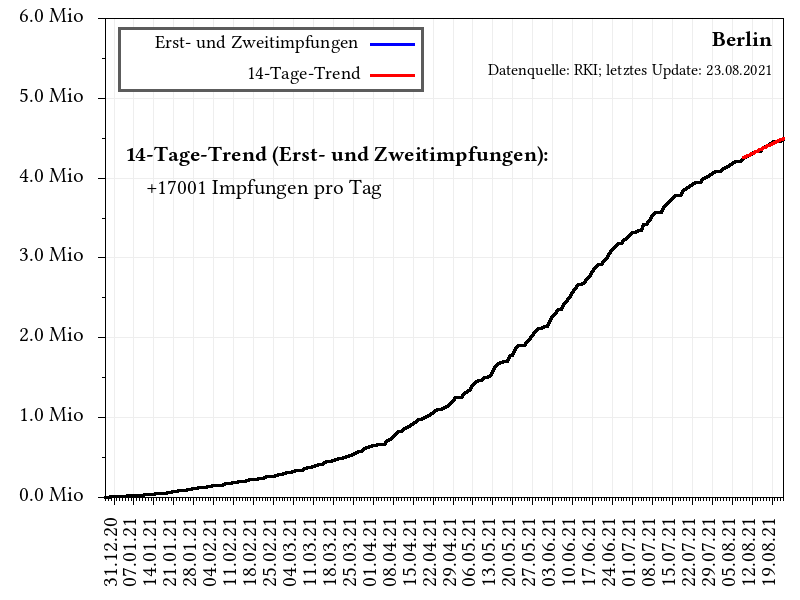 6.0 Mio
5.0 Mio
4.0 Mio
3.0 Mio
2.0 Mio
1.0 Mio
0.0 Mio
Erst- und Zweitimpfungen
14-Tage-Trend
Berlin
Datenquelle: RKI; letztes Update: 23.08.2021
14-Tage-Trend (Erst- und Zweitimpfungen):
+17001 Impfungen pro Tag
31.12.20
07.01.21
14.01.21
21.01.21
28.01.21
04.02.21
11.02.21
18.02.21
25.02.21
04.03.21
11.03.21
18.03.21
25.03.21
01.04.21
08.04.21
15.04.21
22.04.21
29.04.21
06.05.21
13.05.21
20.05.21
27.05.21
03.06.21
10.06.21
17.06.21
24.06.21
01.07.21
08.07.21
15.07.21
22.07.21
29.07.21
05.08.21
12.08.21
19.08.21